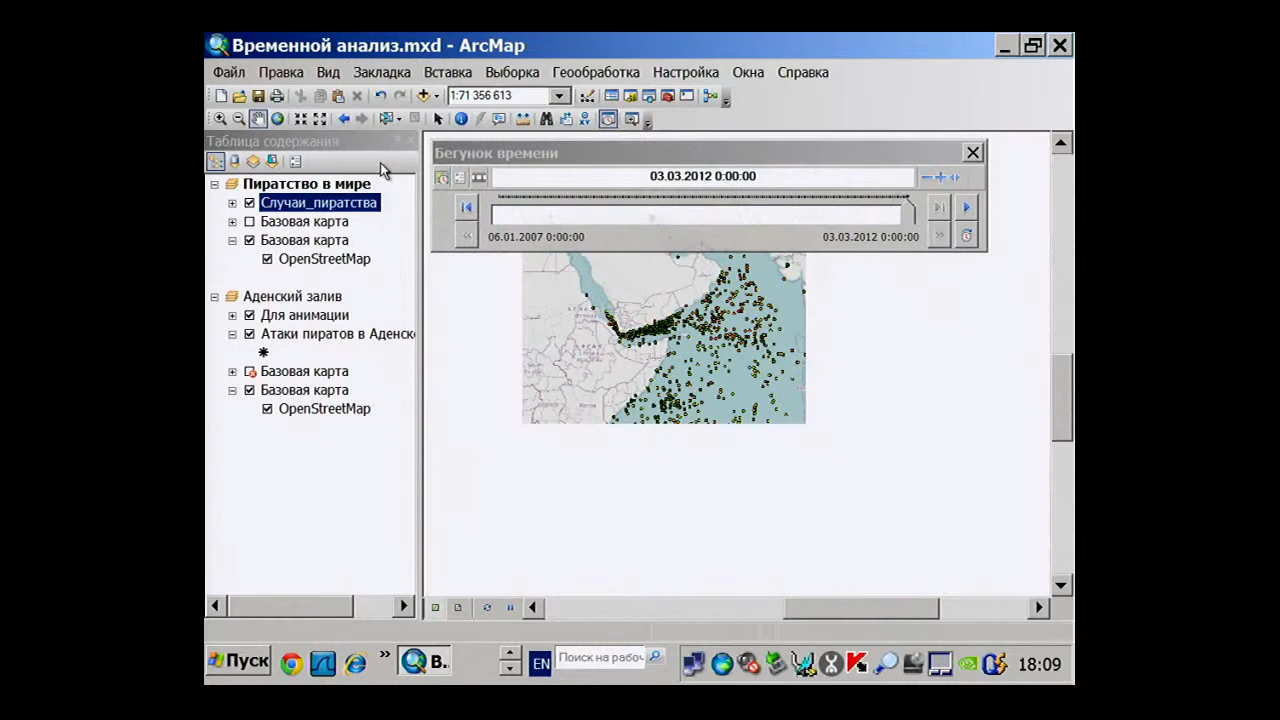 Временной анализ.mxd - ArcMap
Файл Правка Вид Закладка Вставка Выборка Геообработка Настройка Окна Справка
1:71 356 613
Таблица содержания
Пиратство в мире
Случаи_пиратства
Базовая карта
Базовая карта
OpenStreetMap
Аденский залив
Для анимации
Атаки пиратов в Аденск
Базовая карта
Базовая карта
OpenStreetMap
Бегунок времени
03.03.2012 0:00:00
06.01.2007 0:00:00 03.03.2012 0:00:00
Пуск
В.
EN
Поиск на рабоч
18:09